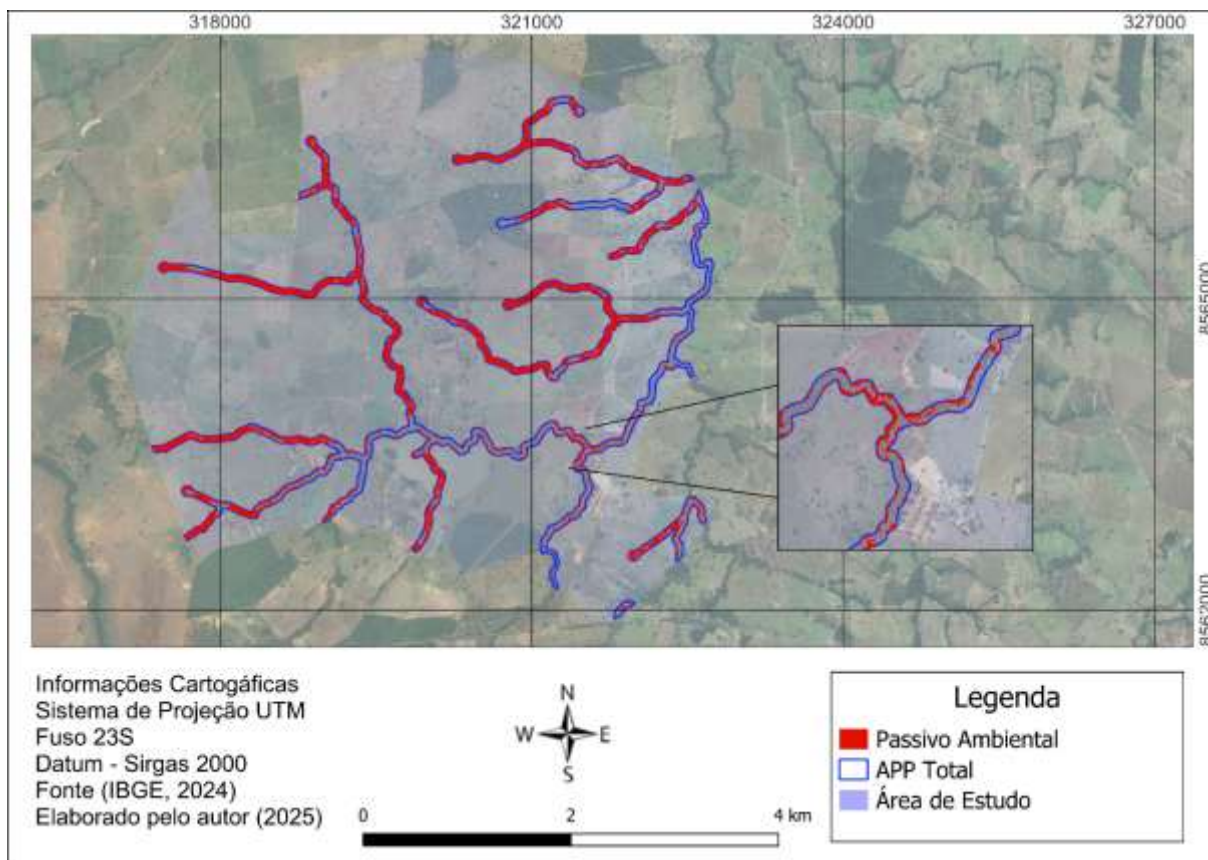 318000 321000 324000 327000
8565000
8562000
Informações Cartogáficas
Sistema de Projeção UTM
Fuso 23S
Datum - Sirgas 2000
Fonte (IBGE, 2024)
Elaborado pelo autor (2025)
N
W E
S
0 2 4 km
Legenda
Passivo Ambiental
APP Total
Área de Estudo